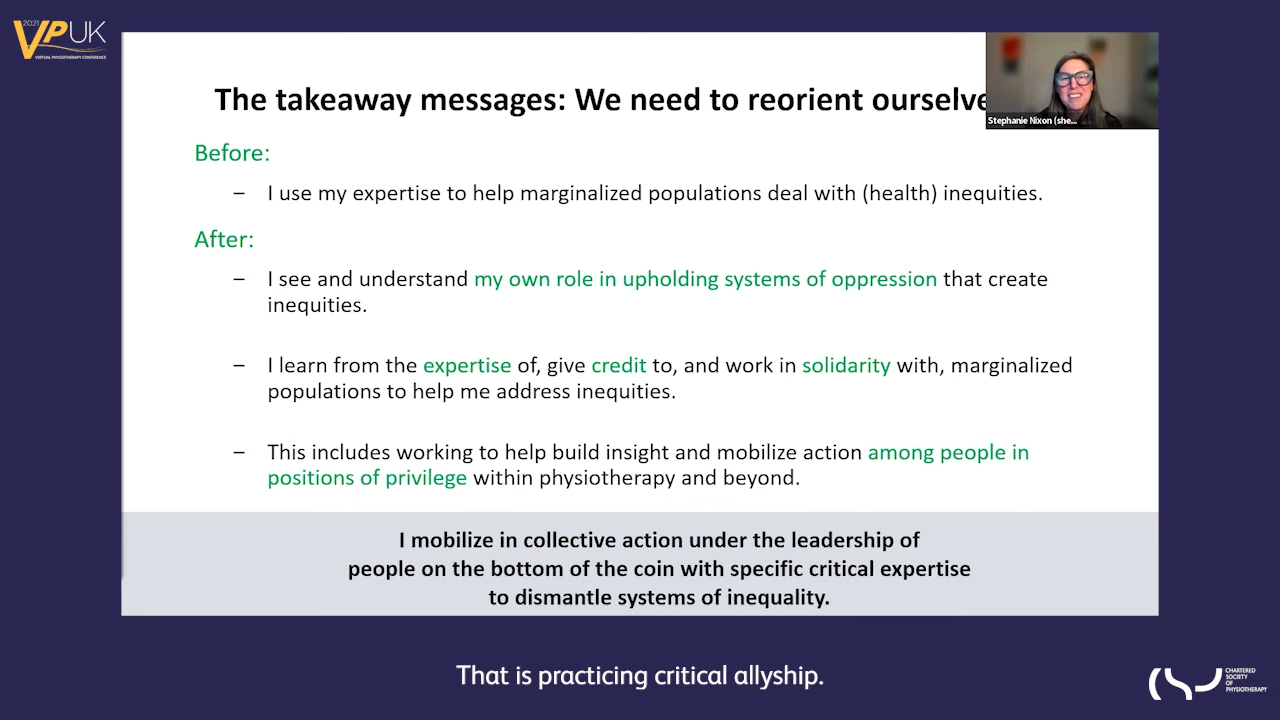 2021
VPUK
VIRTUAL PHYSIOTHERAPY CONFERENCE
The takeaway messages: We need to reorient ourselve
Stephanie Nixon (she...
Before:
– I use my expertise to help marginalized populations deal with (health) inequities.
After:
– I see and understand my own role in upholding systems of oppression that create
inequities.
– I learn from the expertise of, give credit to, and work in solidarity with, marginalized
populations to help me address inequities.
– This includes working to help build insight and mobilize action among people in
positions of privilege within physiotherapy and beyond.
I mobilize in collective action under the leadership of
people on the bottom of the coin with specific critical expertise
to dismantle systems of inequality.
That is practicing critical allyship.
CHARTERED
SOCIETY
OF
PHYSIOTHERAPY